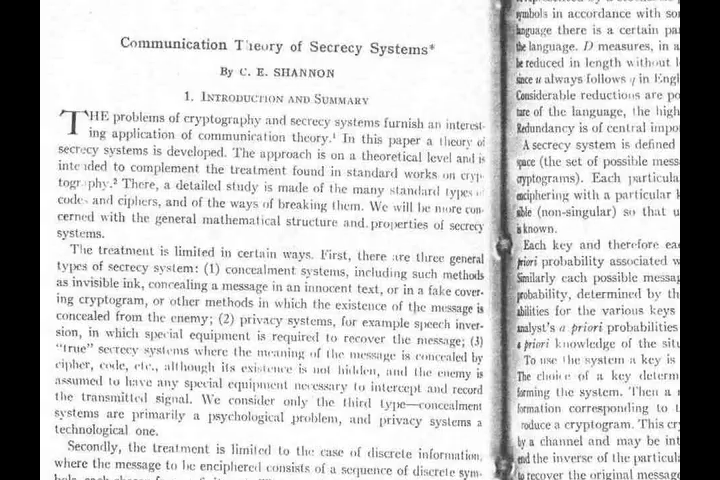 Communication Theory of Secrecy Systems*
By C. E. SHANNON
1. INTRODUCTION AND SUMMARY
THE problems of cryptography and secrecy systems furnish an interest-
ing application of communication theory.¹ In this paper a theory of
secrecy systems is developed. The approach is on a theoretical level and is
intended to complement the treatment found in standard works on cryp-
tography.² There, a detailed study is made of the many standard types of
codes and ciphers, and of the ways of breaking them. We will be more con-
cerned with the general mathematical structure and properties of secrecy
systems.
The treatment is limited in certain ways. First, there are three general
types of secrecy system: (1) concealment systems, including such methods
as invisible ink, concealing a message in an innocent text, or in a fake cover-
ing cryptogram, or other methods in which the existence of the message is
concealed from the enemy; (2) privacy systems, for example speech inver-
sion, in which special equipment is required to recover the message; (3)
"true" secrecy systems where the meaning of the message is concealed by
cipher, code, etc., although its existence is not hidden, and the enemy is
assumed to have any special equipment necessary to intercept and record
the transmitted signal. We consider only the third type—concealment
systems are primarily a psychological problem, and privacy systems a
technological one.
Secondly, the treatment is limited to the case of discrete information,
where the message to be enciphered consists of a sequence of discrete sym-
symbols in accordance with
language there is a certain
the language. D measures, in a
be reduced in length without
since u always follows q in
Considerable reductions are
of the language, the high
Redundancy is of central
A secrecy system is defined
space (the set of possible
cryptograms). Each
enciphering with a particular
(non-singular) so that
is known.
Each key and therefore
priori probability associated
Similarly each possible
probability, determined by
for the various keys
analyst's a priori probabilities
a priori knowledge of the
To use the system a key is
The choice of a key
forming the system. Then a
corresponding to
a cryptogram. This
by a channel and may be
end the inverse of the
to recover the original message